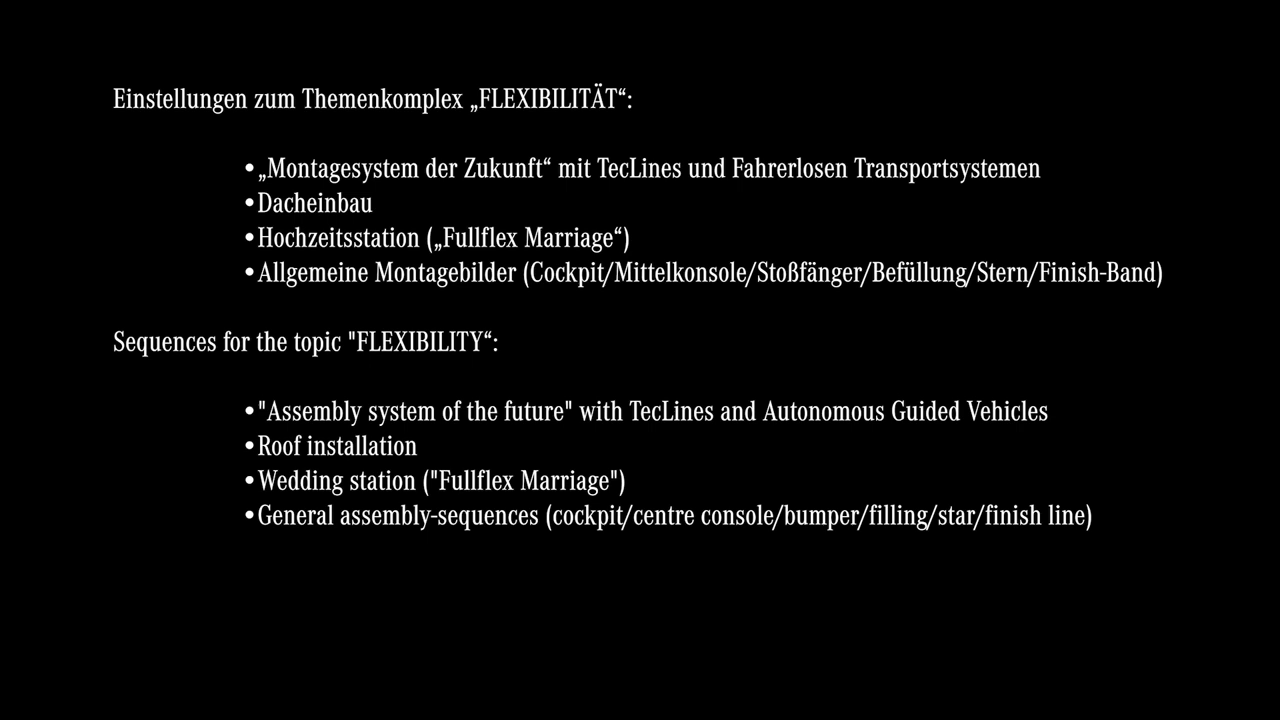 Einstellungen zum Themenkomplex „FLEXIBILITÄT“:
•„Montagesystem der Zukunft“ mit TecLines und Fahrerlosen Transportsystemen
•Dacheinbau
•Hochzeitsstation („Fullflex Marriage“)
•Allgemeine Montagebilder (Cockpit/Mittelkonsole/Stoßfänger/Befüllung/Stern/Finish-Band)
Sequences for the topic "FLEXIBILITY“:
•"Assembly system of the future" with TecLines and Autonomous Guided Vehicles
•Roof installation
•Wedding station ("Fullflex Marriage")
•General assembly-sequences (cockpit/centre console/bumper/filling/star/finish line)